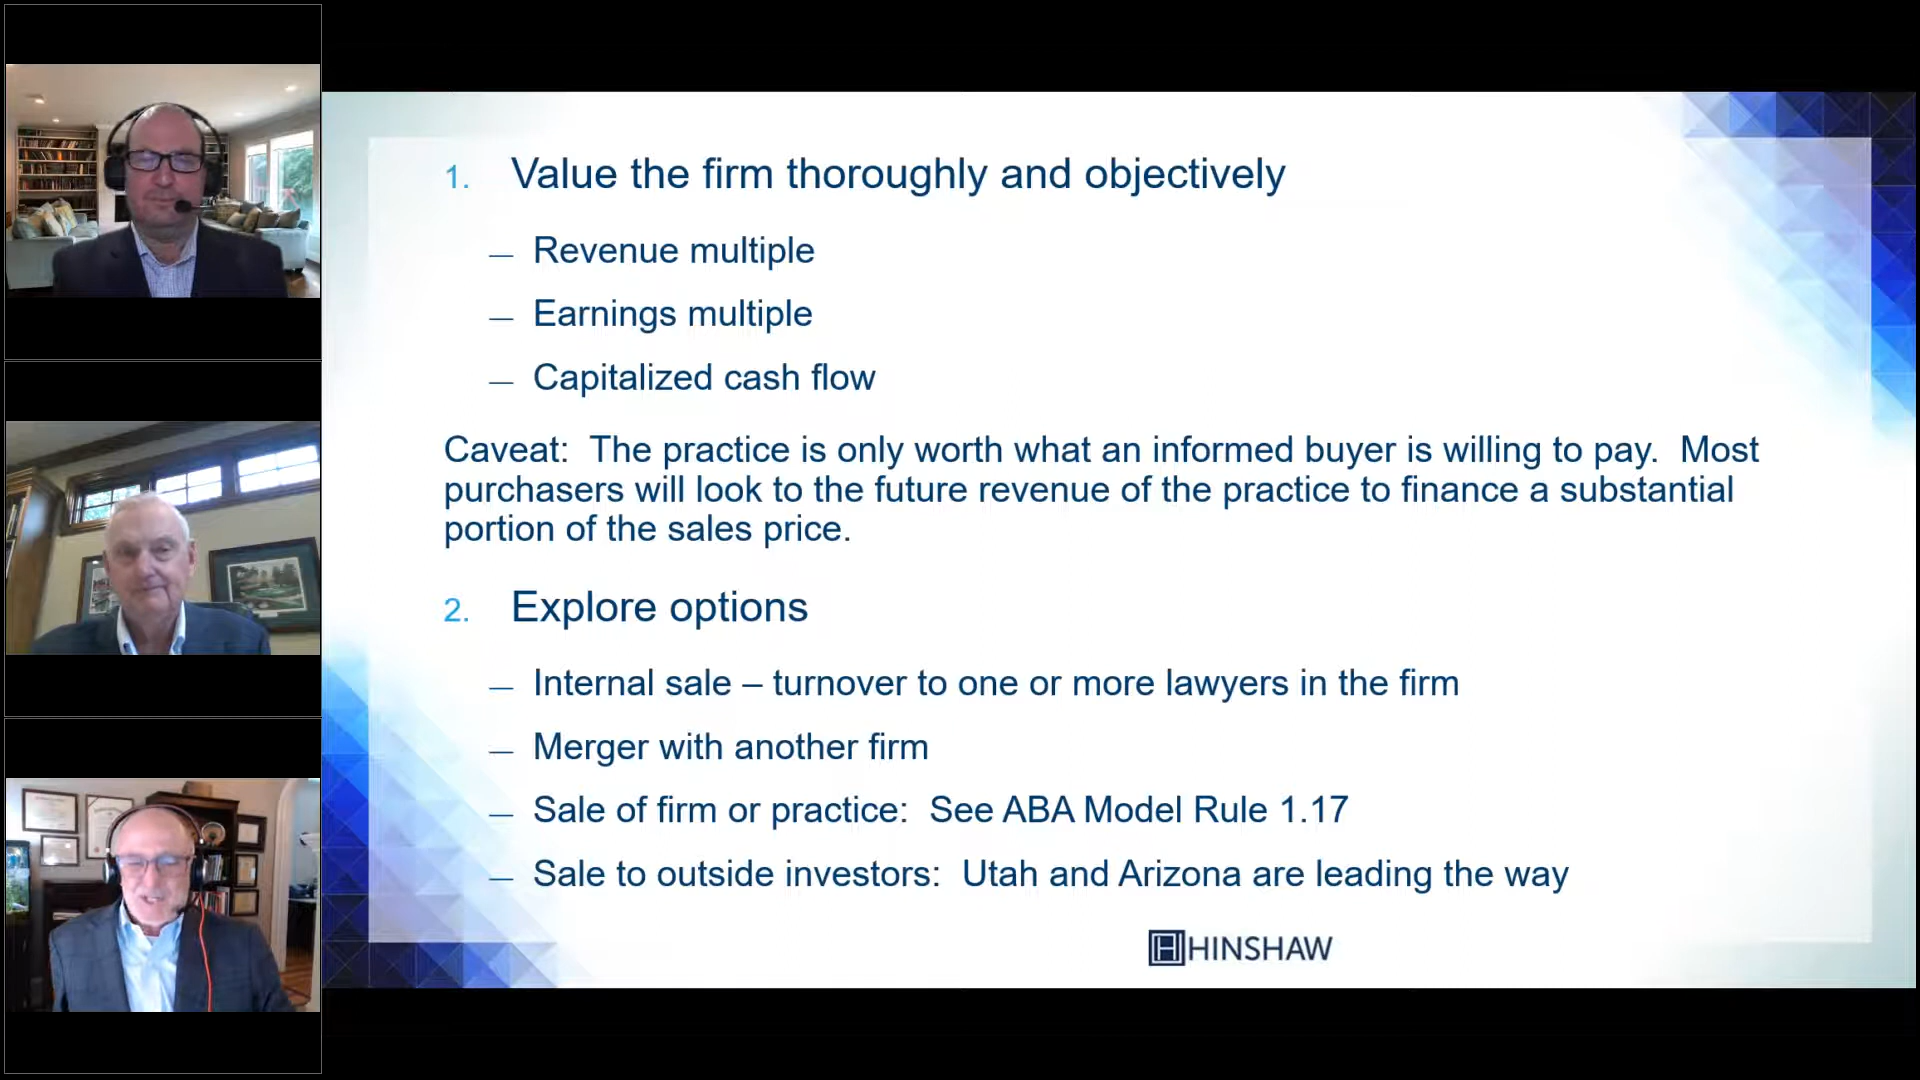 1. Value the firm thoroughly and objectively
— Revenue multiple
— Earnings multiple
— Capitalized cash flow
Caveat: The practice is only worth what an informed buyer is willing to pay. Most
purchasers will look to the future revenue of the practice to finance a substantial
portion of the sales price.
2. Explore options
— Internal sale – turnover to one or more lawyers in the firm
— Merger with another firm
— Sale of firm or practice: See ABA Model Rule 1.17
— Sale to outside investors: Utah and Arizona are leading the way
HINSHAW